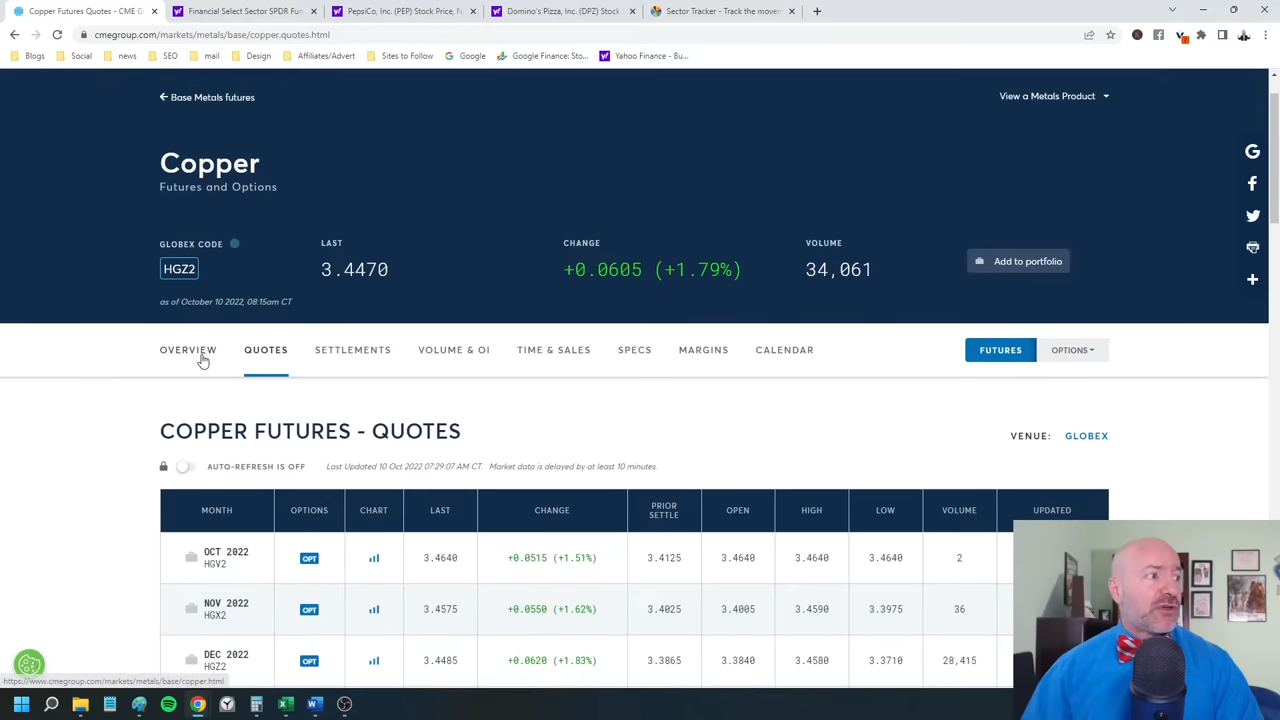 Copper Futures Quotes - CME G
Financial Select Sector SPDR Fun
PepsiCo, Inc. (PEP) Stock Price, N
Domino's Pizza, Inc. (DPZ) Stock
Sector Tracker - Track the movem
cmegroup.com/markets/metals/base/copper.quotes.html
Blogs Social news SEO mail Design Affiliates/Advert Sites to Follow Google Google Finance: Sto... Yahoo Finance - Bu...
Base Metals futures
View a Metals Product
Copper
Futures and Options
GLOBEX CODE LAST CHANGE VOLUME
HGZ2 3.4470 +0.0605 (+1.79%) 34,061 Add to portfolio
as of October 10 2022, 08:15am CT
OVERVIEW QUOTES SETTLEMENTS VOLUME & OI TIME & SALES SPECS MARGINS CALENDAR FUTURES OPTIONS
COPPER FUTURES - QUOTES
VENUE: GLOBEX
AUTO-REFRESH IS OFF Last Updated 10 Oct 2022 07:29:07 AM CT. Market data is delayed by at least 10 minutes.
MONTH OPTIONS CHART LAST CHANGE PRIOR SETTLE OPEN HIGH LOW VOLUME UPDATED
OCT 2022 HGV2 OPT 3.4640 +0.0515 (+1.51%) 3.4125 3.4640 3.4640 3.4640 2
NOV 2022 HGX2 OPT 3.4575 +0.0550 (+1.62%) 3.4025 3.4005 3.4590 3.3975 36
DEC 2022 HGZ2 OPT 3.4485 +0.0620 (+1.83%) 3.3865 3.3840 3.4580 3.3710 28,415
https://www.cmegroup.com/markets/metals/base/copper.html